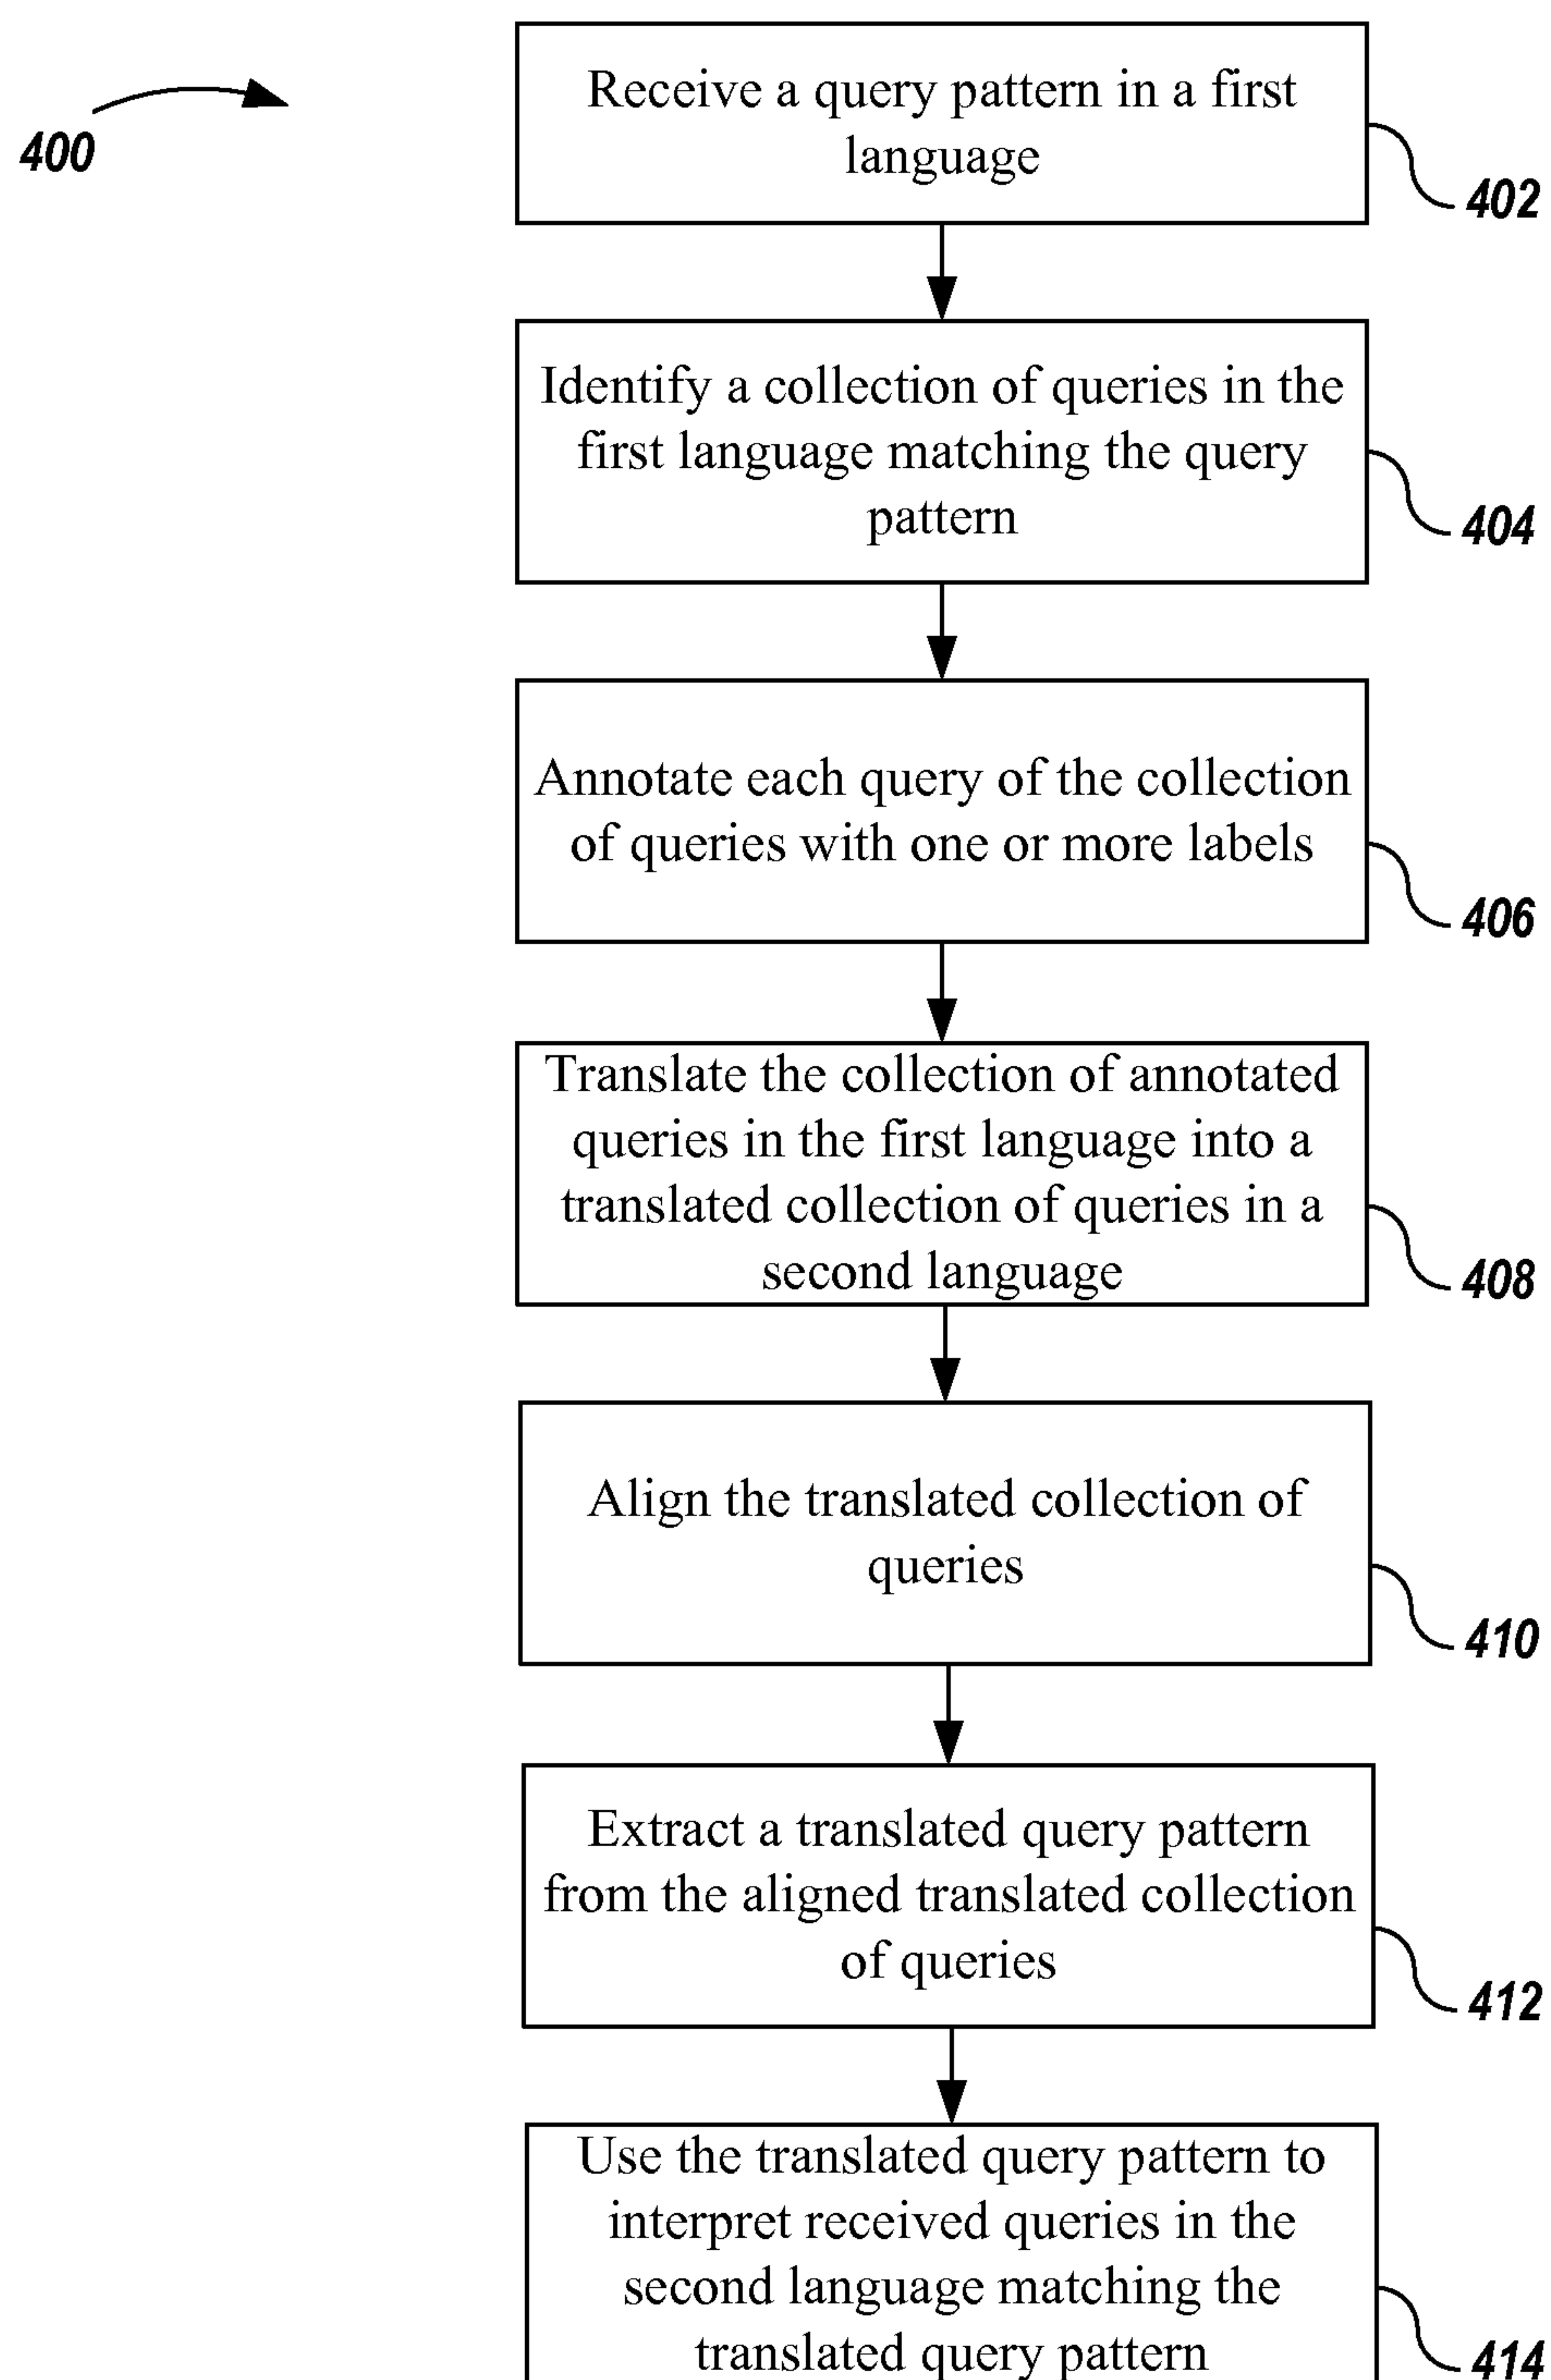 400
Receive a query pattern in a first
language
402
Identify a collection of queries in the
first language matching the query
pattern
404
Annotate each query of the collection
of queries with one or more labels
406
Translate the collection of annotated
queries in the first language into a
translated collection of queries in a
second language
408
Align the translated collection of
queries
410
Extract a translated query pattern
from the aligned translated collection
of queries
412
Use the translated query pattern to
interpret received queries in the
second language matching the
translated query pattern
414